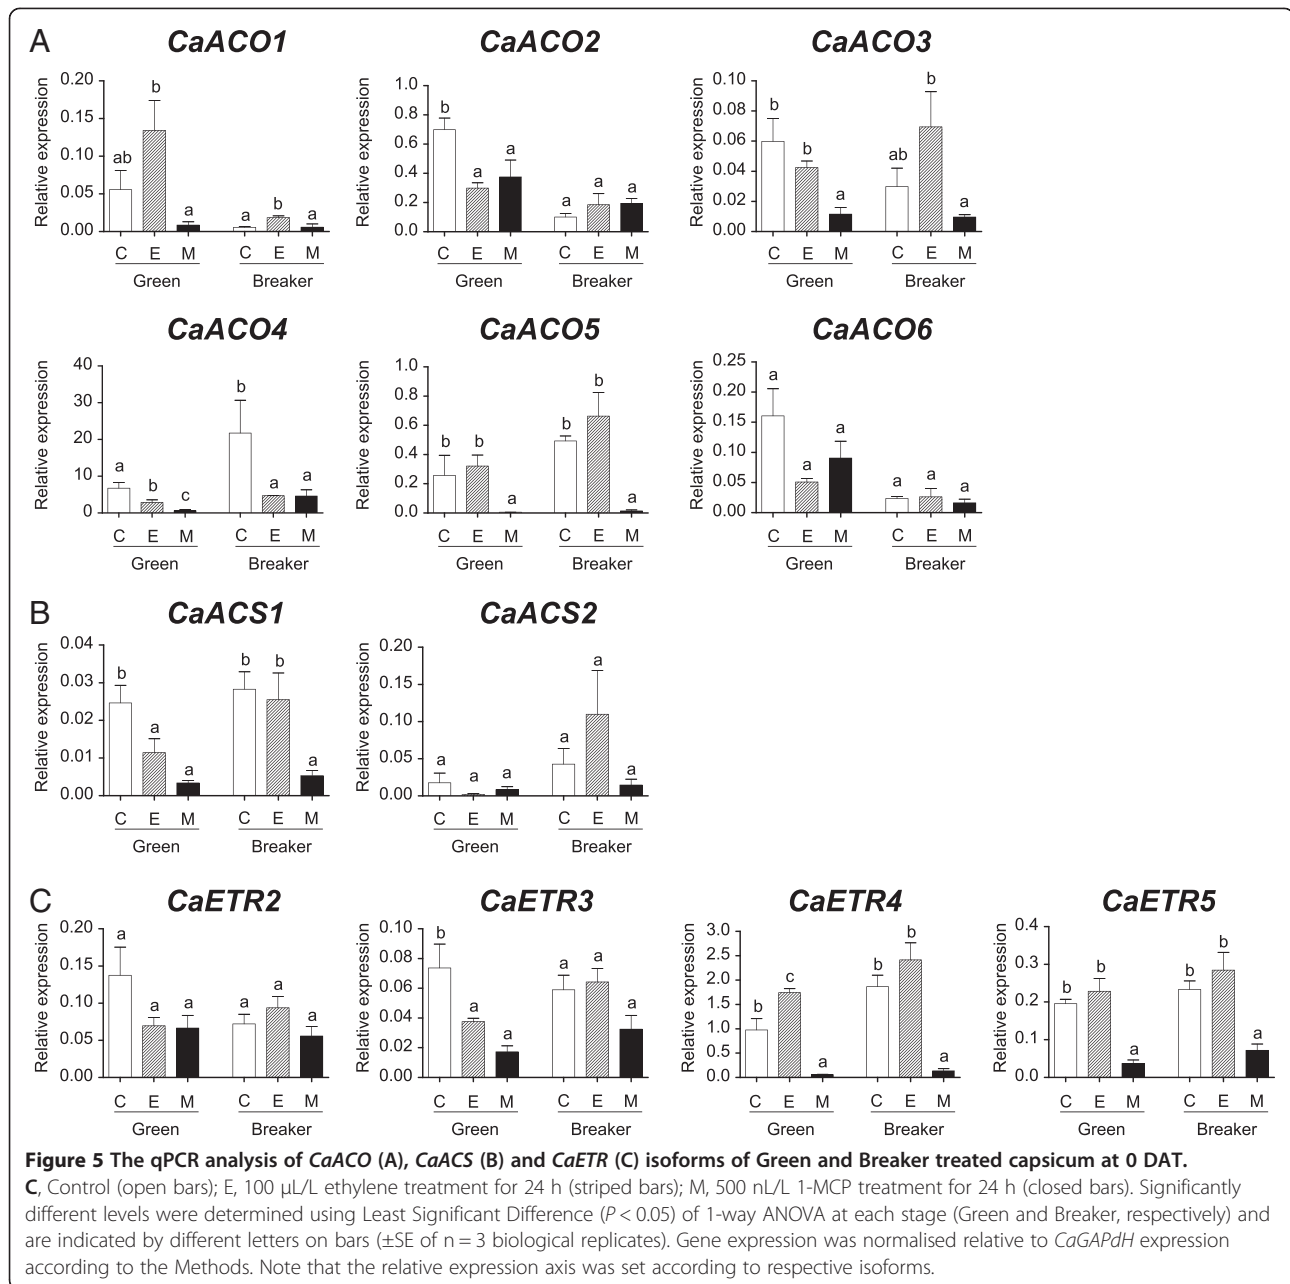 A
CaACO1
CaACO2
CaACO3
Relative expression
0.20
0.15
0.10
0.05
0.00
ab
b
a
a
b
a
C E M C E M
Green Breaker
Relative expression
1.0
0.8
0.6
0.4
0.2
0.0
b
a
a
a
a
a
C E M C E M
Green Breaker
Relative expression
0.10
0.08
0.06
0.04
0.02
0.00
b
b
a
ab
b
a
C E M C E M
Green Breaker
CaACO4
CaACO5
CaACO6
Relative expression
40
30
20
10
0
a
b
c
b
a
a
C E M C E M
Green Breaker
Relative expression
1.0
0.8
0.6
0.4
0.2
0.0
b
b
a
b
b
a
C E M C E M
Green Breaker
Relative expression
0.25
0.20
0.15
0.10
0.05
0.00
a
a
a
a
a
a
C E M C E M
Green Breaker
B
CaACS1
CaACS2
Relative expression
0.04
0.03
0.02
0.01
0.00
b
a
a
b
b
a
C E M C E M
Green Breaker
Relative expression
0.20
0.15
0.10
0.05
0.00
a
a
a
a
a
a
C E M C E M
Green Breaker
C
CaETR2
CaETR3
CaETR4
CaETR5
Relative expression
0.20
0.15
0.10
0.05
0.00
a
a
a
a
a
a
C E M C E M
Green Breaker
Relative expression
0.10
0.08
0.06
0.04
0.02
0.00
b
a
a
a
a
a
C E M C E M
Green Breaker
Relative expression
3.0
2.0
1.5
1.0
0.5
0.0
b
c
a
b
b
a
C E M C E M
Green Breaker
Relative expression
0.4
0.3
0.2
0.1
0.0
b
b
a
b
b
a
C E M C E M
Green Breaker
Figure 5 The qPCR analysis of CaACO (A), CaACS (B) and CaETR (C) isoforms of Green and Breaker treated capsicum at 0 DAT.
C, Control (open bars); E, 100 μL/L ethylene treatment for 24 h (striped bars); M, 500 nL/L 1-MCP treatment for 24 h (closed bars). Significantly
different levels were determined using Least Significant Difference (P < 0.05) of 1-way ANOVA at each stage (Green and Breaker, respectively) and
are indicated by different letters on bars (±SE of n = 3 biological replicates). Gene expression was normalised relative to CaGAPdH expression
according to the Methods. Note that the relative expression axis was set according to respective isoforms.